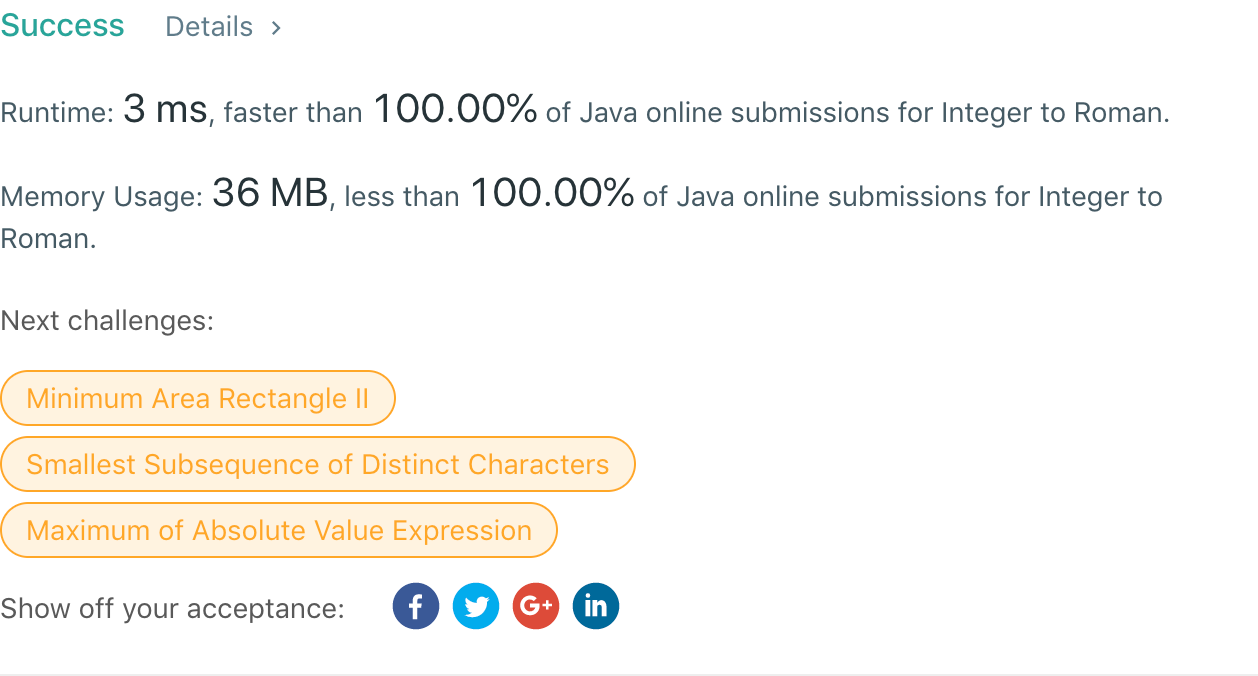 Success Details >
Runtime: 3 ms, faster than 100.00% of Java online submissions for Integer to Roman.
Memory Usage: 36 MB, less than 100.00% of Java online submissions for Integer to
Roman.
Next challenges:
Minimum Area Rectangle II
Smallest Subsequence of Distinct Characters
Maximum of Absolute Value Expression
Show off your acceptance: f G+ in